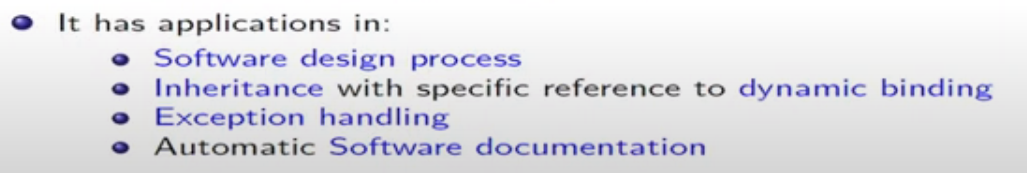 It has applications in:
Software design process
Inheritance with specific reference to dynamic binding
Exception handling
Automatic Software documentation